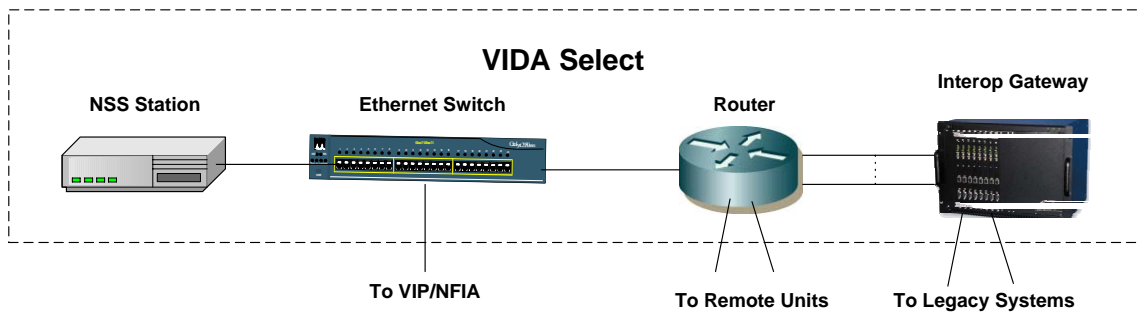 VIDA Select
NSS Station
Ethernet Switch
Router
Interop Gateway
To VIP/NFIA
To Remote Units
To Legacy Systems